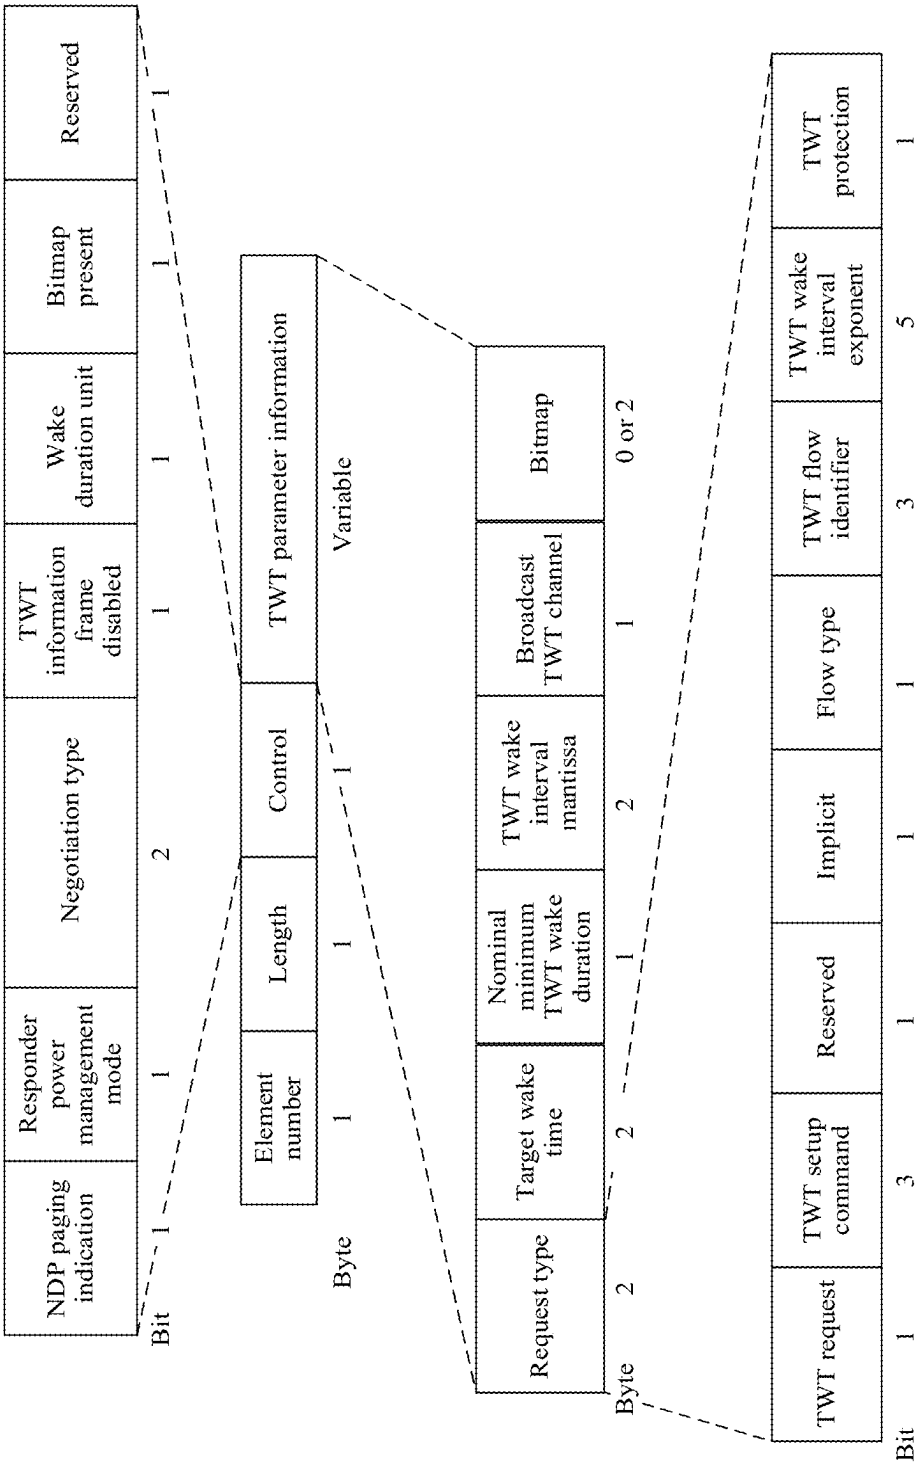 NDP paging
indication
Responder
power
management
mode
Negotiation type
TWT
information
frame
disabled
Wake
duration unit
Bitmap
present
Reserved
Bit
1
1
2
1
1
1
1
Element
number
Length
Control
TWT parameter information
Byte
1
1
1
Variable
Request type
Target wake
time
Nominal
minimum
TWT wake
duration
TWT wake
interval
mantissa
Broadcast
TWT channel
Bitmap
Byte
2
2
1
2
1
0 or 2
TWT request
TWT setup
command
Reserved
Implicit
Flow type
TWT flow
identifier
TWT wake
interval
exponent
TWT
protection
Bit
1
3
1
1
1
3
5
1